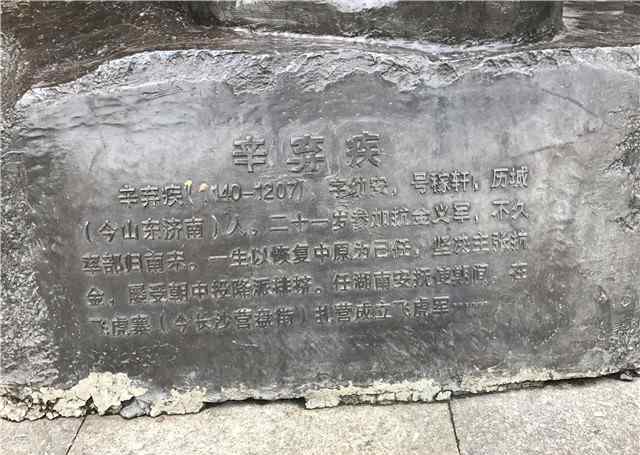 辛弃疾
辛弃疾(1140-1207)字幼安,号稼轩,历城
(今山东济南)人。二十一岁参加抗金义军,不久
率部归南宋。一生以恢复中原为己任,坚决主张抗
金,屡受朝中投降派挂挤。任湖南安抚使期间,在
飞虎寨(今长沙营盘街)扎营成立飞虎军……